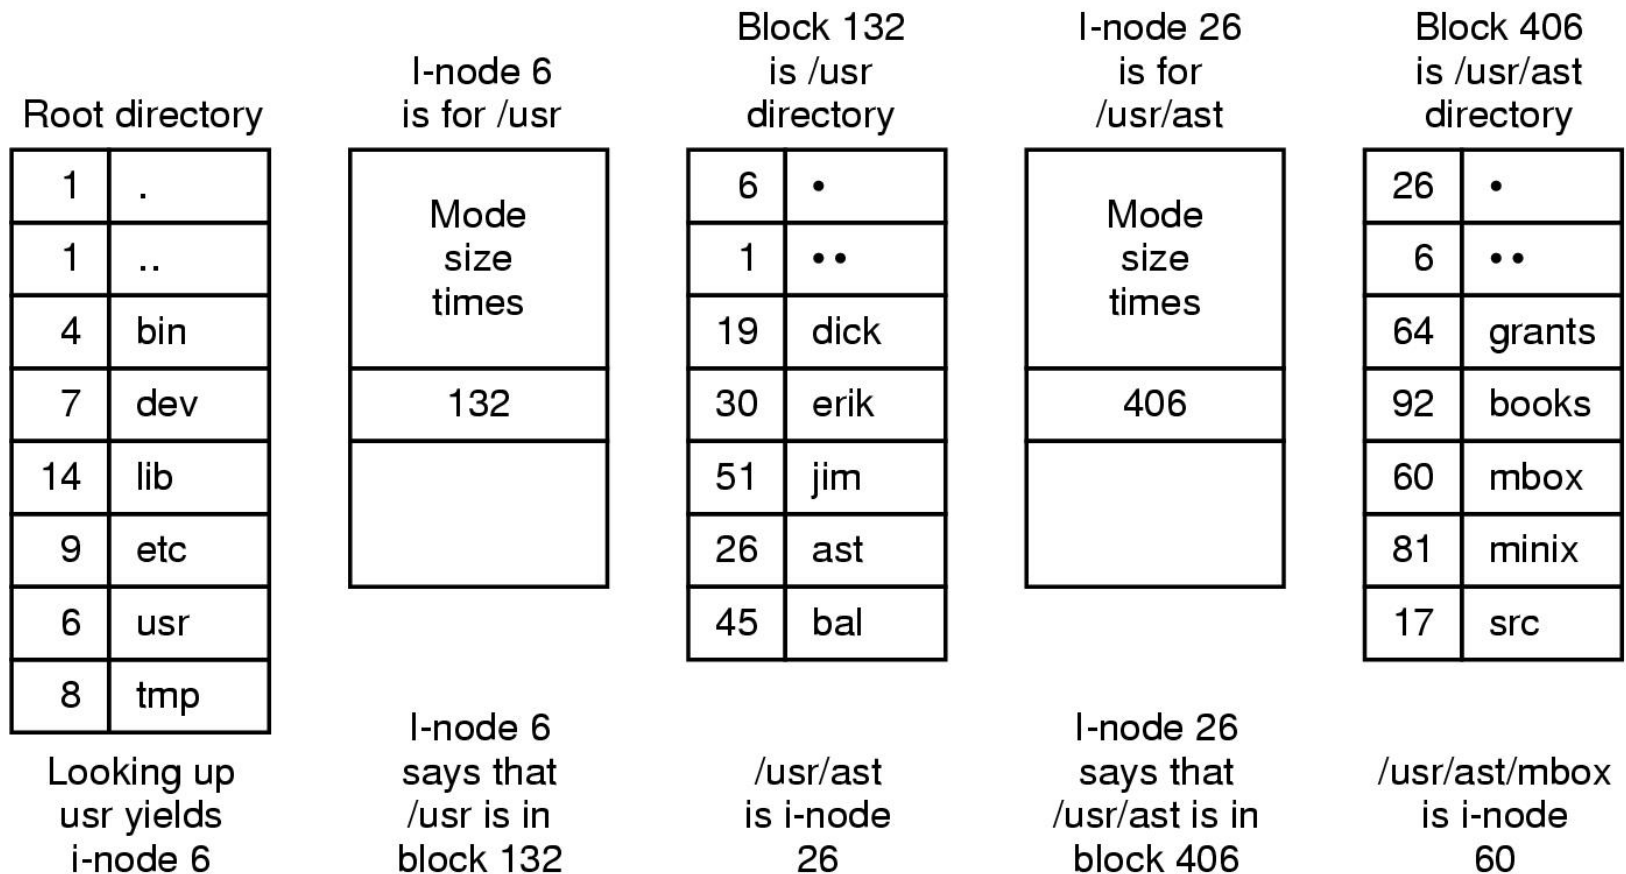 Root directory
1 .
1 ..
4 bin
7 dev
14 lib
9 etc
6 usr
8 tmp
Looking up
usr yields
i-node 6
I-node 6
is for /usr
Mode
size
times
132
I-node 6
says that
/usr is in
block 132
Block 132
is /usr
directory
6 •
1 ••
19 dick
30 erik
51 jim
26 ast
45 bal
/usr/ast
is i-node
26
I-node 26
is for
/usr/ast
Mode
size
times
406
I-node 26
says that
/usr/ast is in
block 406
Block 406
is /usr/ast
directory
26 •
6 ••
64 grants
92 books
60 mbox
81 minix
17 src
/usr/ast/mbox
is i-node
60